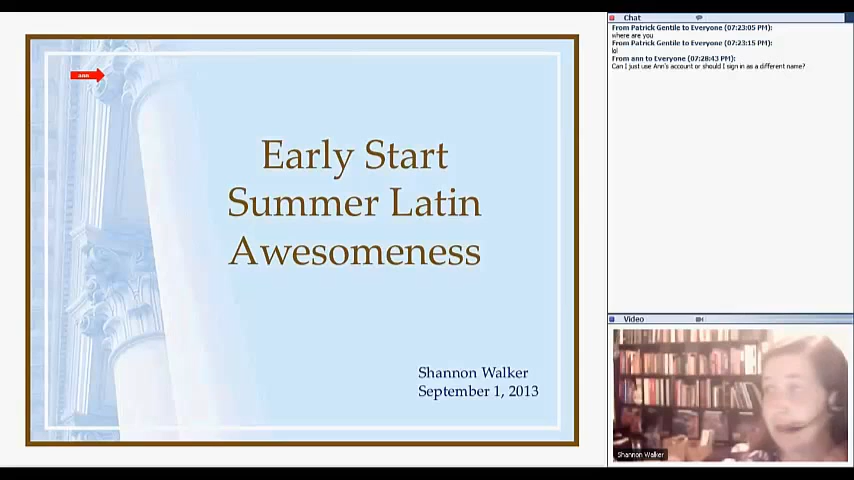 ann
Early Start
Summer Latin
Awesomeness
Shannon Walker
September 1, 2013
Chat
From Patrick Gentile to Everyone (07:23:05 PM):
where are you
From Patrick Gentile to Everyone (07:23:15 PM):
lol
From ann to Everyone (07:28:43 PM):
Can I just use Ann's account or should I sign in as a different name?
Video
Shannon Walker